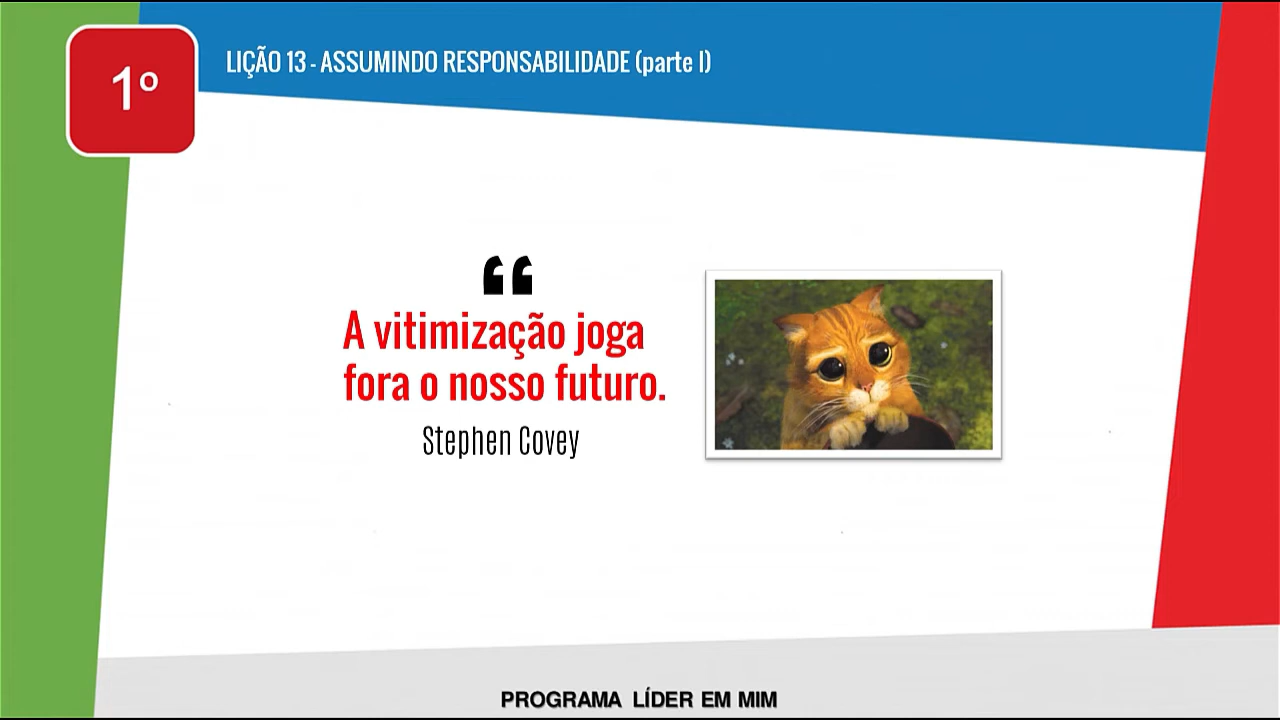 1º
LIÇÃO 13 - ASSUMINDO RESPONSABILIDADE (parte I)
“
A vitimização joga
fora o nosso futuro.
Stephen Covey
PROGRAMA LÍDER EM MIM